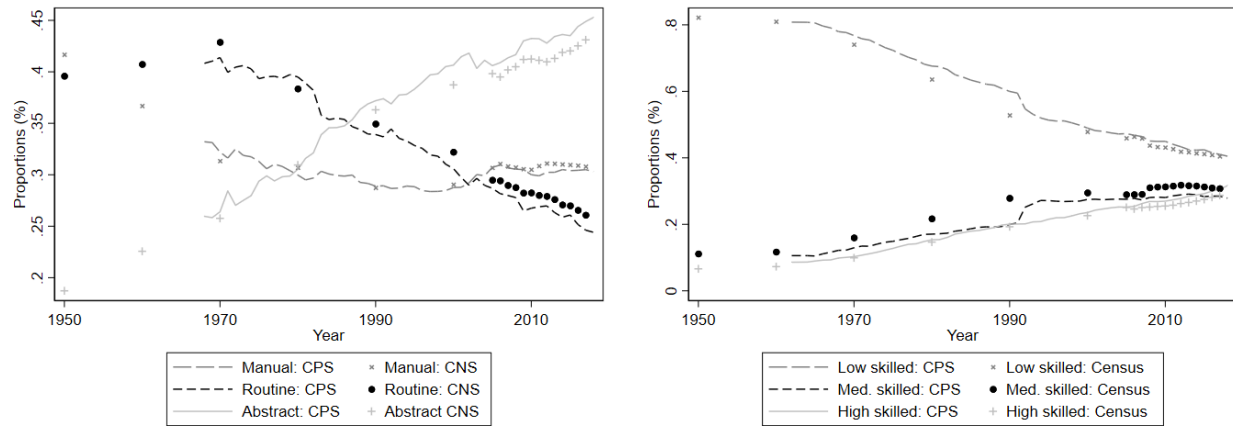 Proportions (%)
.45
.4
.35
.3
.25
.2
1950
1970
1990
2010
Year
Manual: CPS
Manual: CNS
Routine: CPS
Routine: CNS
Abstract: CPS
Abstract CNS
Proportions (%)
.8
.6
.4
.2
0
1950
1970
1990
2010
Year
Low skilled: CPS
Low skilled: Census
Med. skilled: CPS
Med. skilled: Census
High skilled: CPS
High skilled: Census